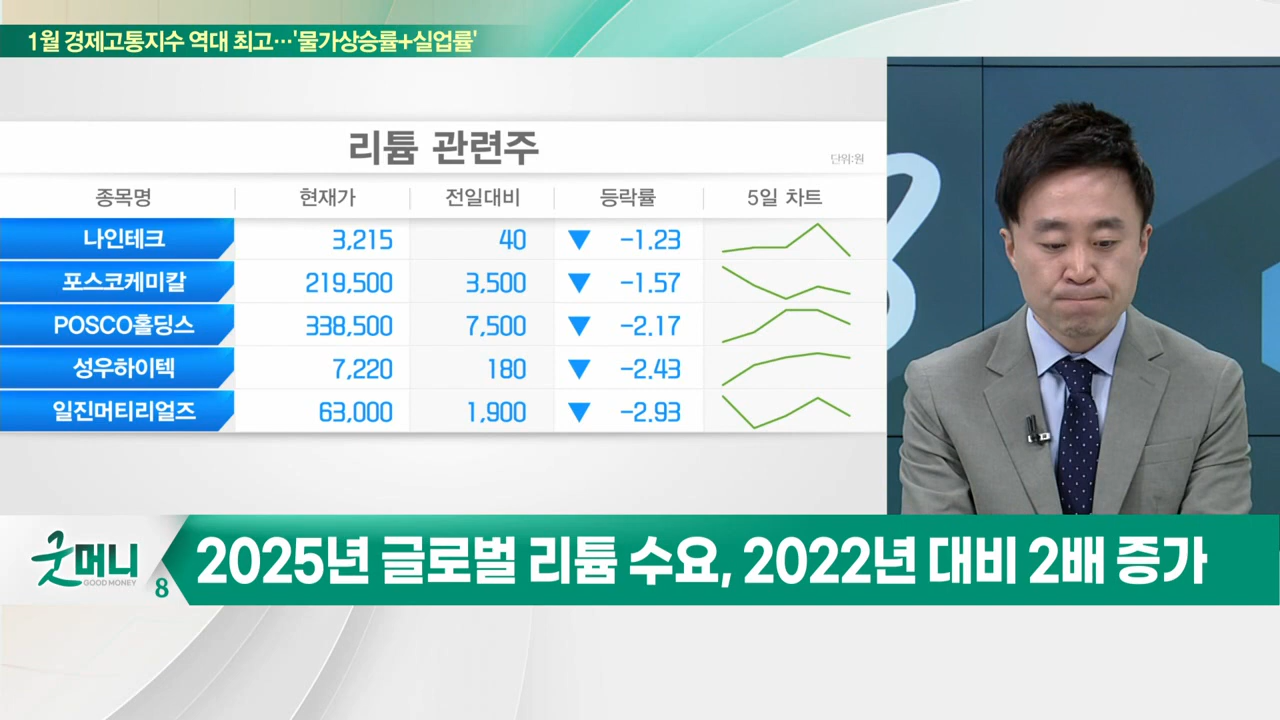 1월 경제고통지수 역대 최고…'물가상승률+실업률'
리튬 관련주
단위:원
종목명 현재가 전일대비 등락률 5일 차트
나인테크 3,215 40 ▼ -1.23
포스코케미칼 219,500 3,500 ▼ -1.57
POSCO홀딩스 338,500 7,500 ▼ -2.17
성우하이텍 7,220 180 ▼ -2.43
일진머티리얼즈 63,000 1,900 ▼ -2.93
굿머니
GOOD MONEY
8
2025년 글로벌 리튬 수요, 2022년 대비 2배 증가